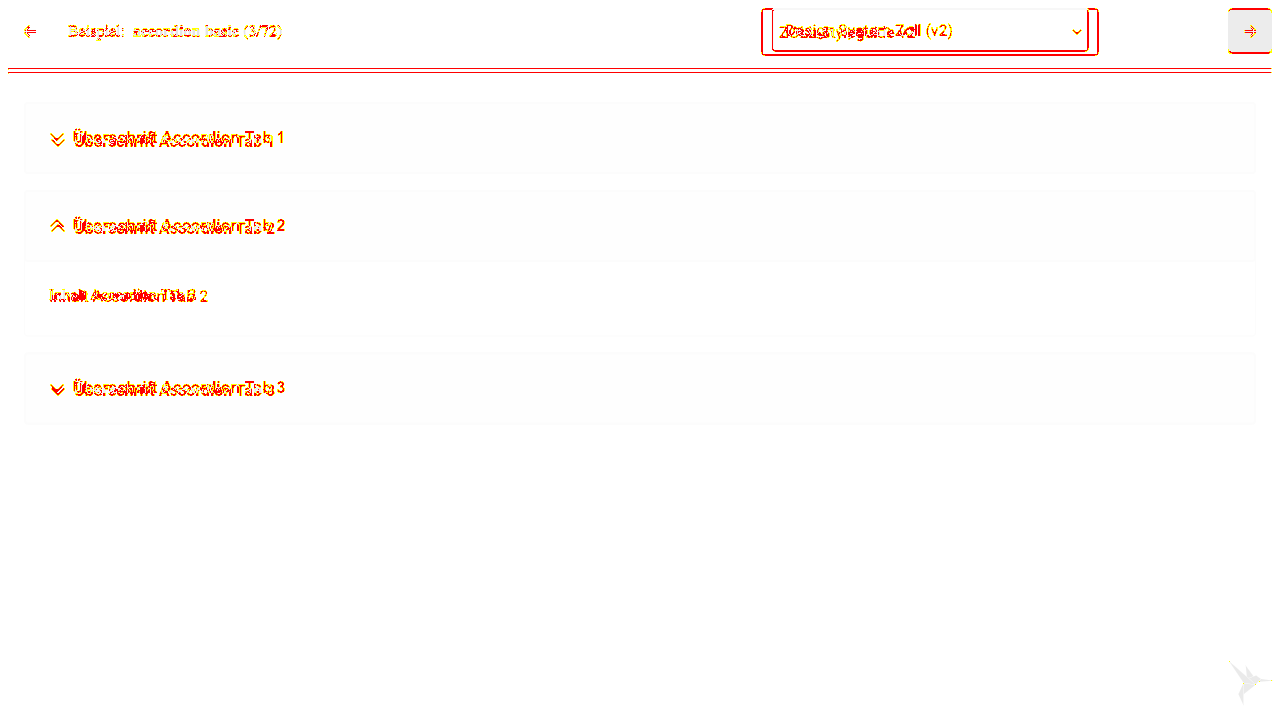 Beispiel: accordion basic (3/72)
Design System Zoll (v2)
Überschrift Accordion Tab 1
Überschrift Accordion Tab 2
Inhalt Accordion Tab 2
Überschrift Accordion Tab 3